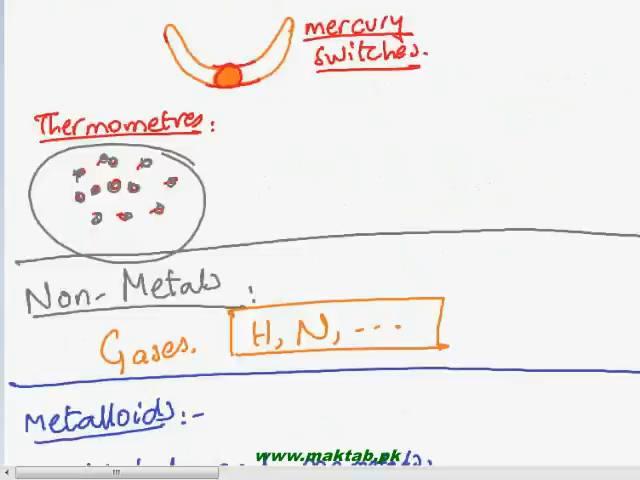 mercury
switches.
Thermometres:
Non-Metals:
Gases. H, N, ---
Metalloids:-
www.maktab.pk